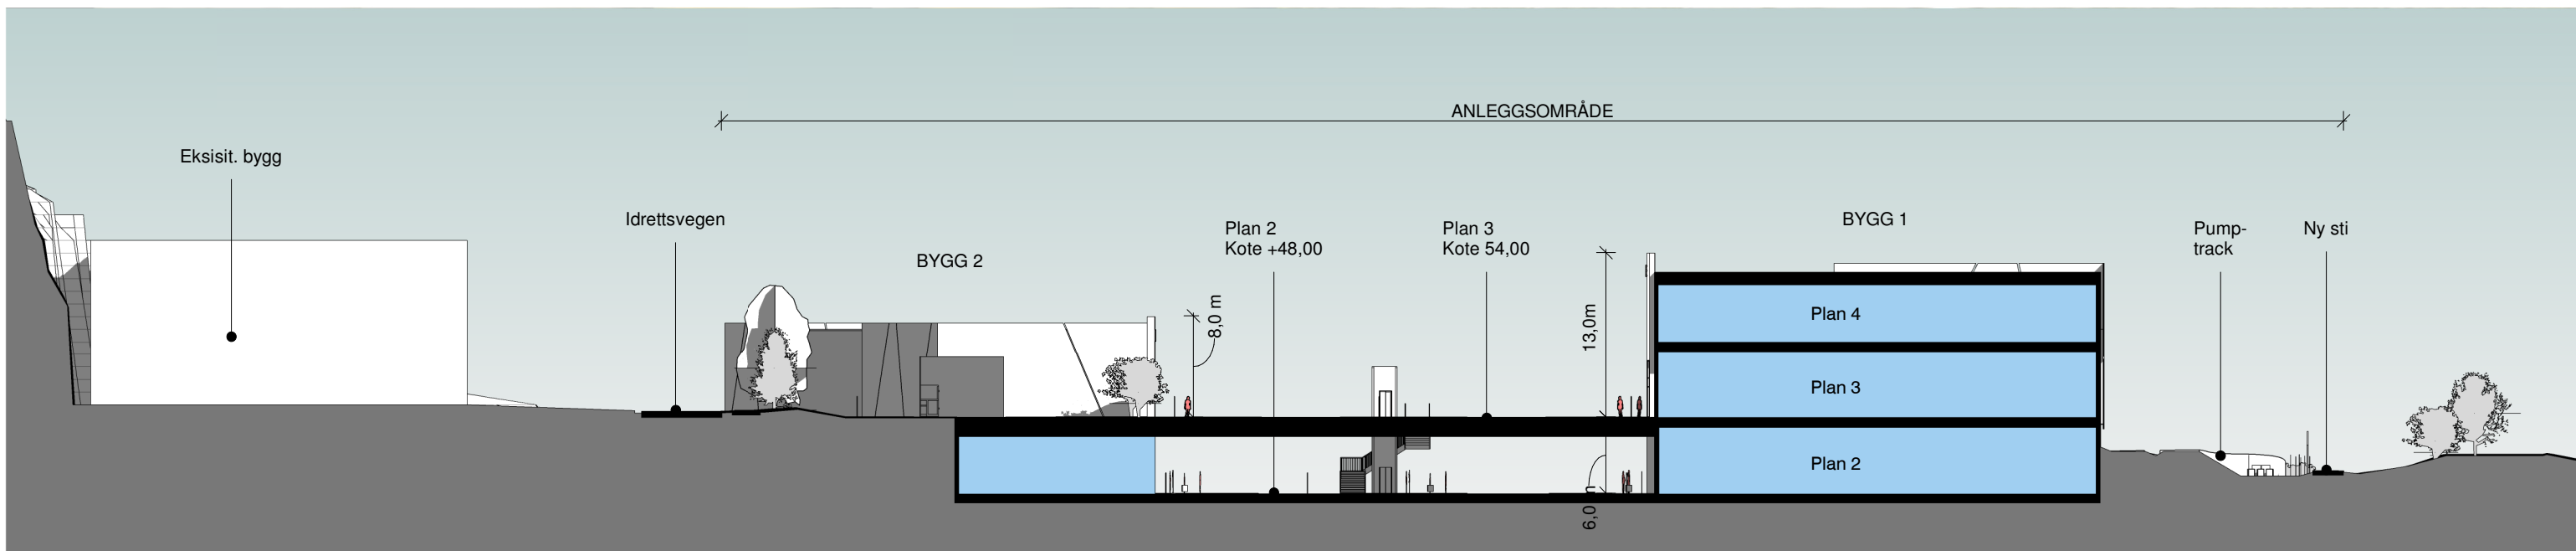 ANLEGGSOMRÅDE
Eksisit. bygg
Idrettsvegen
BYGG 2
Plan 2
Kote +48,00
Plan 3
Kote 54,00
BYGG 1
Pump-
track
Ny sti
8,0 m
13,0m
Plan 4
Plan 3
Plan 2
6,0 m